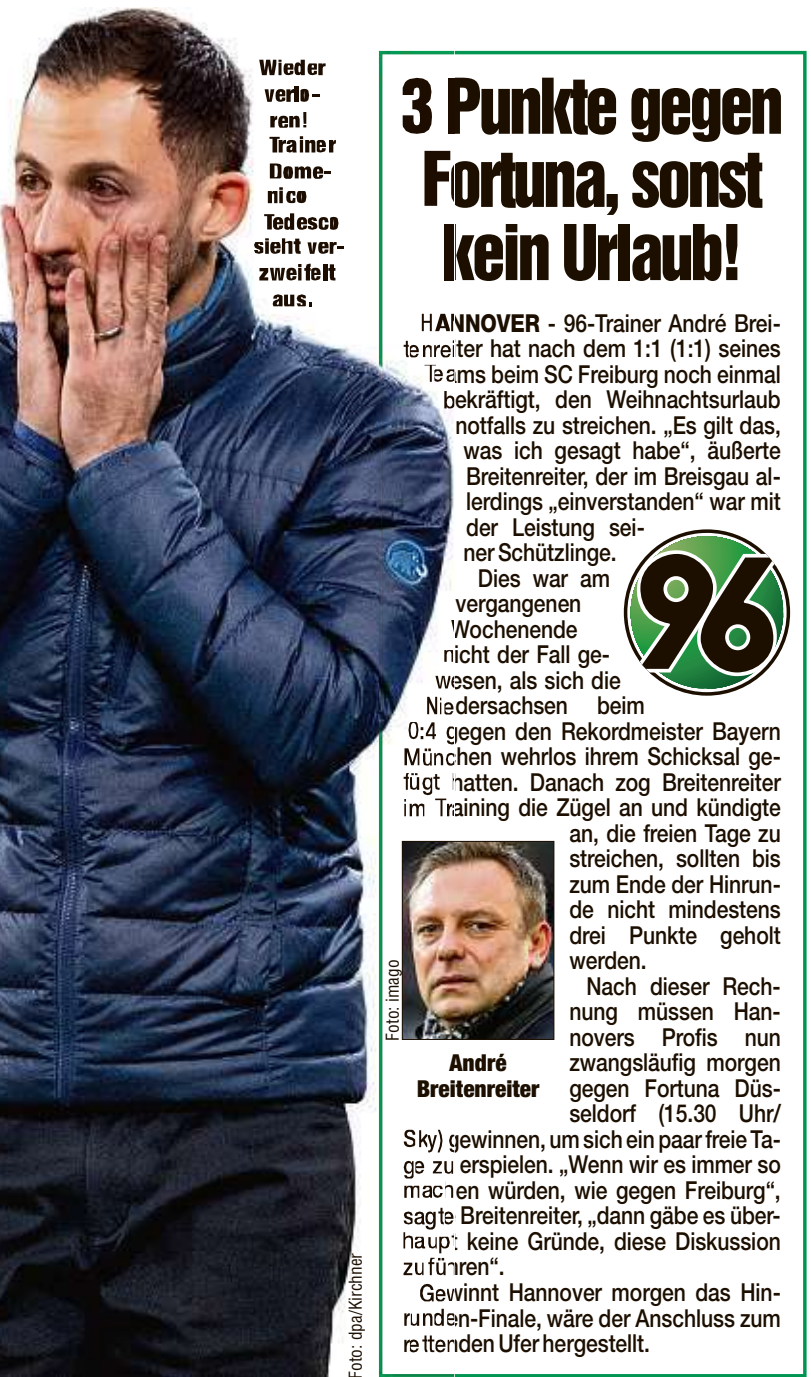 Wieder
verlo-
ren!
Trainer
Dome-
nico
Tedesco
sieht ver-
zweifelt
aus.
Foto: dpa/Kirchner
3 Punkte gegen
Fortuna, sonst
kein Urlaub!
HANNOVER - 96-Trainer André Brei-
tenreiter hat nach dem 1:1 (1:1) seines
Teams beim SC Freiburg noch einmal
bekräftigt, den Weihnachtsurlaub
notfalls zu streichen. „Es gilt das,
was ich gesagt habe“, äußerte
Breitenreiter, der im Breisgau al-
lerdings „einverstanden“ war mit
der Leistung sei-
ner Schützlinge.
Dies war am
vergangenen
Wochenende
nicht der Fall ge-
wesen, als sich die
Niedersachsen beim
0:4 gegen den Rekordmeister Bayern
München wehrlos ihrem Schicksal ge-
fügt hatten. Danach zog Breitenreiter
im Training die Zügel an und kündigte
an, die freien Tage zu
streichen, sollten bis
zum Ende der Hinrun-
de nicht mindestens
drei Punkte geholt
werden.
Nach dieser Rech-
nung müssen Han-
novers Profis nun
zwangsläufig morgen
gegen Fortuna Düs-
seldorf (15.30 Uhr/
Sky) gewinnen, um sich ein paar freie Ta-
ge zu erspielen. „Wenn wir es immer so
machen würden, wie gegen Freiburg“,
sagte Breitenreiter, „dann gäbe es über-
haupt keine Gründe, diese Diskussion
zu führen“.
Gewinnt Hannover morgen das Hin-
runden-Finale, wäre der Anschluss zum
rettenden Ufer hergestellt.
96
Foto: imago
André
Breitenreiter